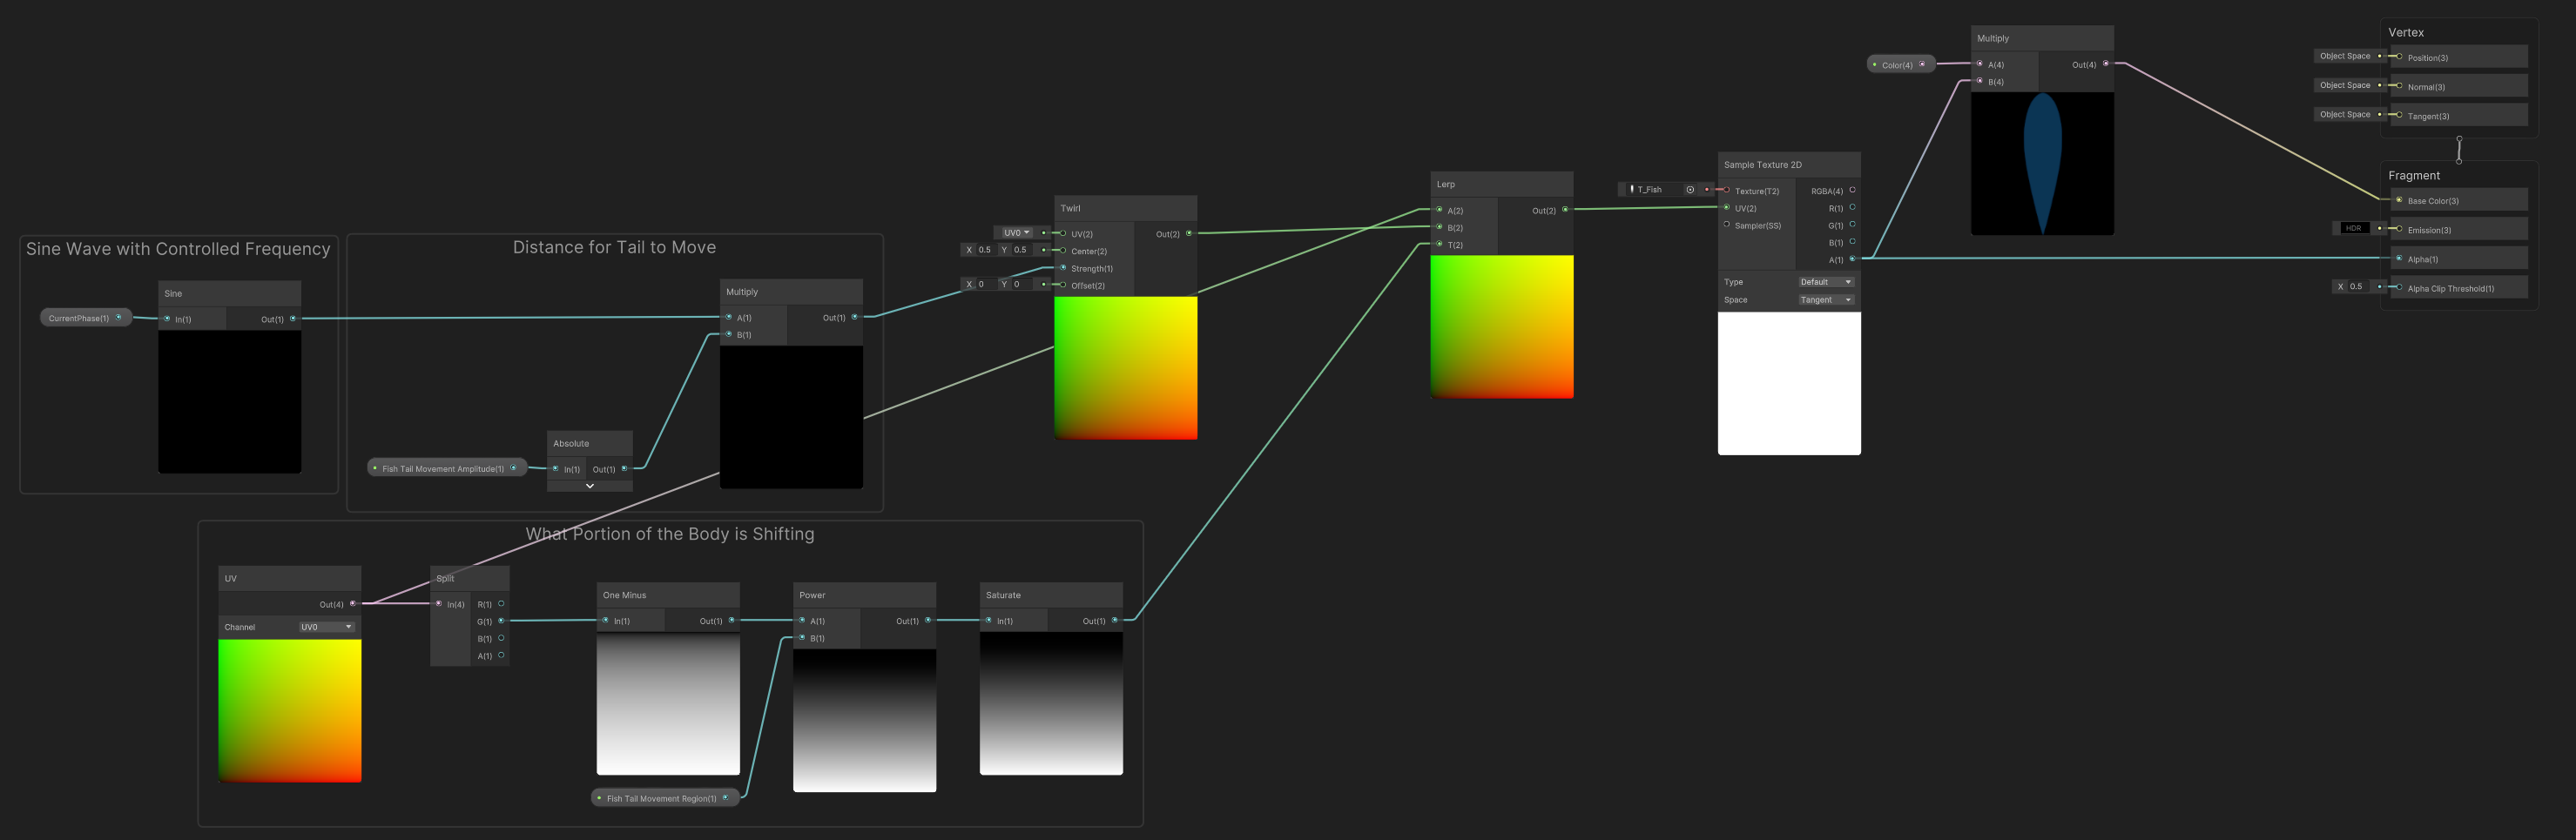 Sine Wave with Controlled Frequency
CurrentPhase(1)
Sine
In(1) Out(1)
Distance for Tail to Move
Multiply
A(1) Out(1)
B(1)
Fish Tail Movement Amplitude(1)
Absolute
In(1) Out(1)
What Portion of the Body is Shifting
UV
Out(4)
Channel UV0
Split
In(4) R(1)
G(1)
B(1)
A(1)
One Minus
In(1) Out(1)
Fish Tail Movement Region(1)
Power
A(1) Out(1)
B(1)
Saturate
In(1) Out(1)
Twirl
UV0 UV(2) Out(2)
X 0.5 Y 0.5 Center(2)
Strength(1)
X 0 Y 0 Offset(2)
Lerp
A(2) Out(2)
B(2)
T(2)
Sample Texture 2D
T_Fish Texture(T2) RGBA(4)
UV(2) R(1)
Sampler(SS) G(1)
B(1)
A(1)
Type Default
Space Tangent
Color(4)
Multiply
A(4) Out(4)
B(4)
Vertex
Object Space Position(3)
Object Space Normal(3)
Object Space Tangent(3)
Fragment
Base Color(3)
HDR Emission(3)
Alpha(1)
X 0.5 Alpha Clip Threshold(1)